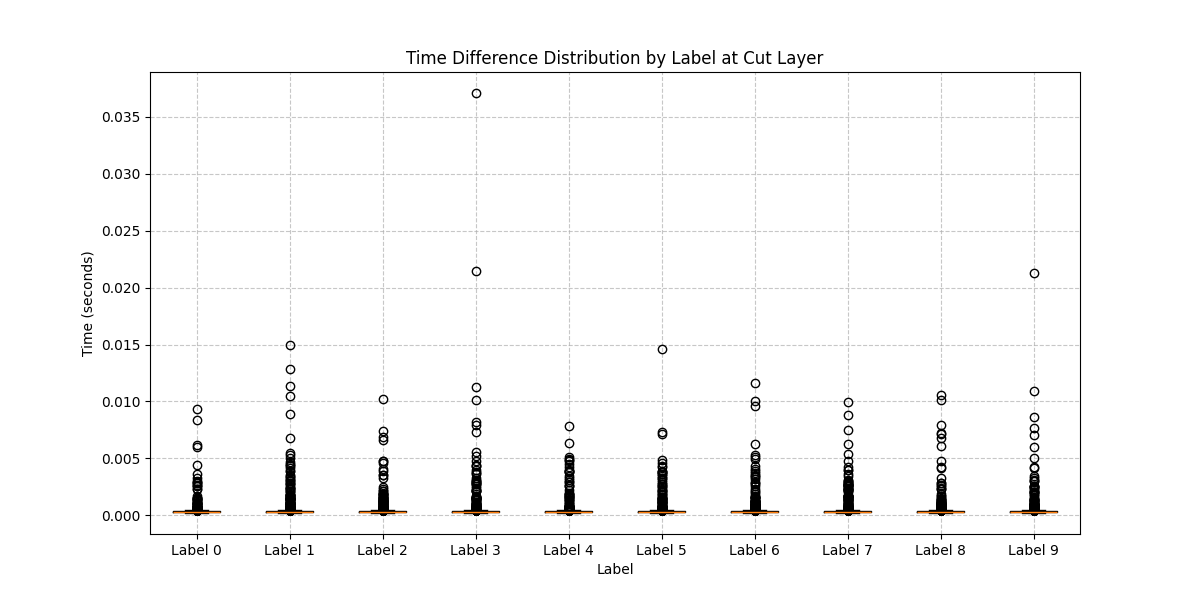 Time Difference Distribution by Label at Cut Layer
0.035
0.030
0.025
0.020
0.015
0.010
0.005
0.000
Time (seconds)
Label 0 Label 1 Label 2 Label 3 Label 4 Label 5 Label 6 Label 7 Label 8 Label 9
Label